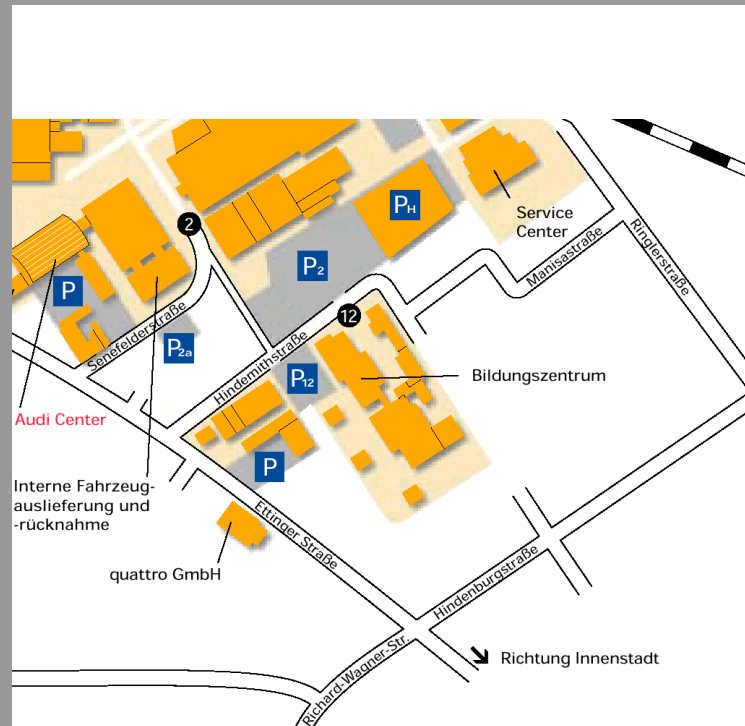 PH
2
Service
Center
P2
P
Manisastraße
Ringlerstraße
12
Senefelderstraße
P2a
Hindemithstraße
P12
Bildungszentrum
Audi Center
P
Interne Fahrzeug-
auslieferung und
-rücknahme
Ettinger Straße
quattro GmbH
Hindenburgstraße
Richard-Wagner-Str.
Richtung Innenstadt